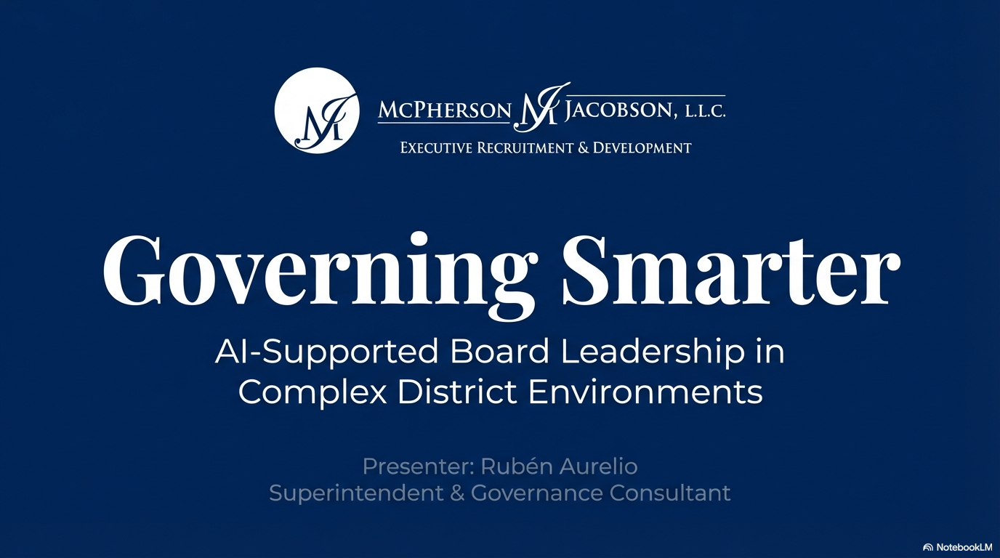 McPherson MJ Jacobson, L.L.C.
Executive Recruitment & Development
Governing Smarter
AI-Supported Board Leadership in
Complex District Environments
Presenter: Rubén Aurelio
Superintendent & Governance Consultant
NotebookLM